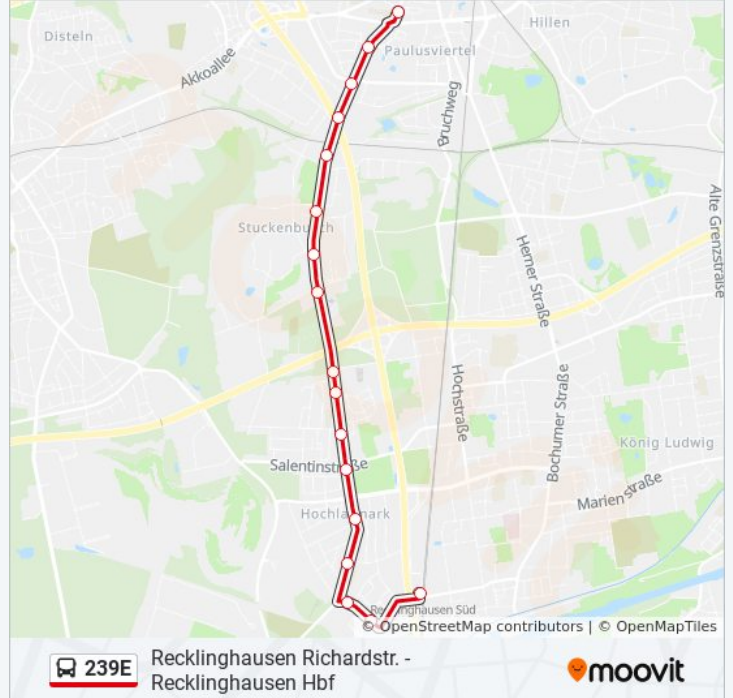 Disteln
Hillen
Paulusviertel
Akkoallee
Bruchweg
Alte Grenzstraße
Stuckenbusch
Herner Straße
Hochstraße
Bochumer Straße
König Ludwig
Salentinstraße
Marienstraße
Hochlarmark
Recklinghausen Süd
© OpenStreetMap contributors | © OpenMapTiles
239E
Recklinghausen Richardstr. -
Recklinghausen Hbf
moovit